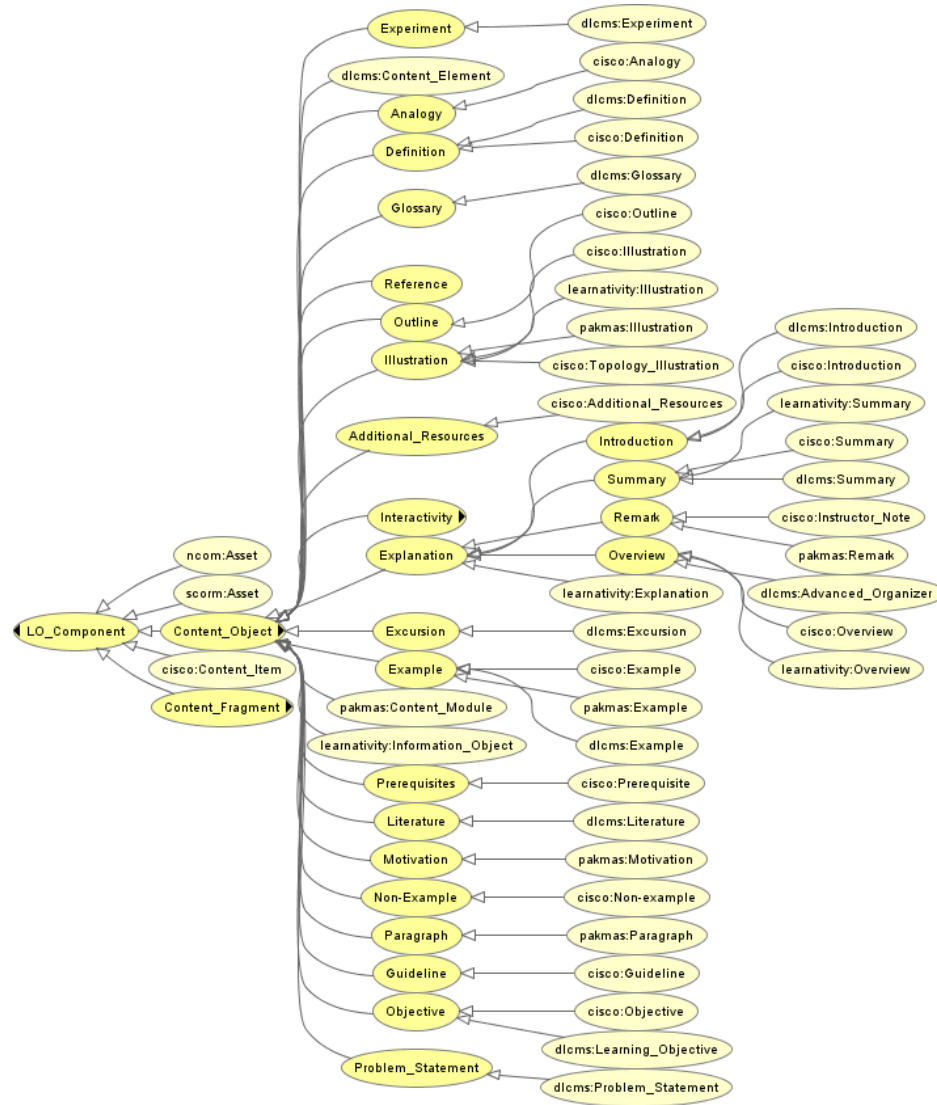 Experiment
dlcms:Experiment
cisco:Analogy
dlcms:Content_Element
dlcms:Definition
Analogy
cisco:Definition
Definition
dlcms:Glossary
Glossary
cisco:Outline
cisco:Illustration
Reference
learnativity:Illustration
Outline
pakmas:Illustration
dlcms:Introduction
Illustration
cisco:Topology_Illustration
cisco:Introduction
cisco:Additional_Resources
learnativity:Summary
Additional_Resources
Introduction
cisco:Summary
Summary
dlcms:Summary
Interactivity
Remark
cisco:Instructor_Note
ncom:Asset
Explanation
Overview
pakmas:Remark
scorm:Asset
learnativity:Explanation
dlcms:Advanced_Organizer
LO_Component
Content_Object
Excursion
dlcms:Excursion
cisco:Overview
cisco:Content_Item
Example
cisco:Example
learnativity:Overview
Content_Fragment
pakmas:Content_Module
pakmas:Example
learnativity:Information_Object
dlcms:Example
Prerequisites
cisco:Prerequisite
Literature
dlcms:Literature
Motivation
pakmas:Motivation
Non-Example
cisco:Non-example
Paragraph
pakmas:Paragraph
Guideline
cisco:Guideline
Objective
cisco:Objective
dlcms:Learning_Objective
Problem_Statement
dlcms:Problem_Statement